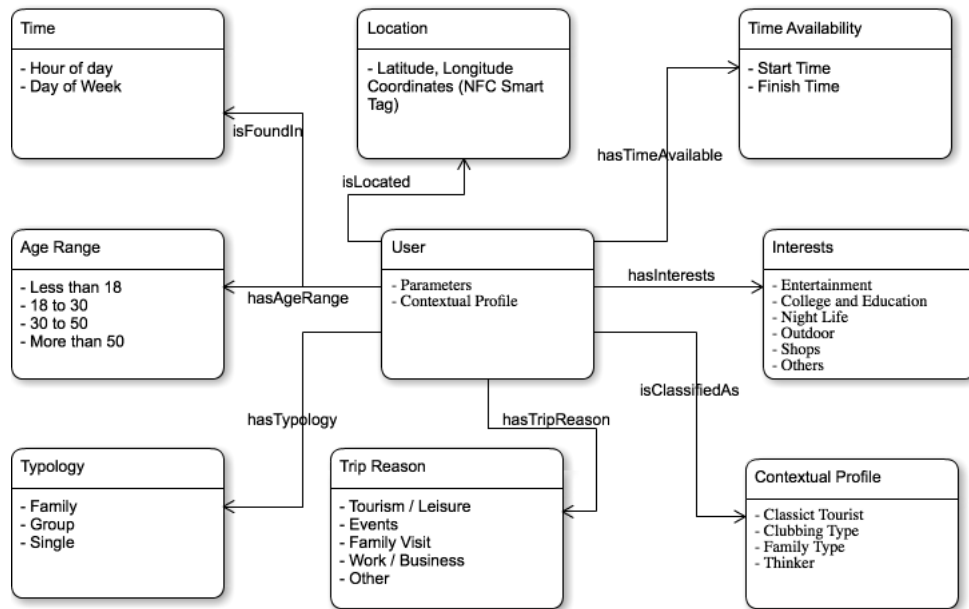 Time
- Hour of day
- Day of Week
Location
- Latitude, Longitude
Coordinates (NFC Smart
Tag)
Time Availability
- Start Time
- Finish Time
isFoundIn
isLocated
hasTimeAvailable
Age Range
- Less than 18
- 18 to 30
- 30 to 50
- More than 50
hasAgeRange
User
- Parameters
- Contextual Profile
hasInterests
Interests
- Entertainment
- College and Education
- Night Life
- Outdoor
- Shops
- Others
hasTypology
hasTripReason
isClassifiedAs
Typology
- Family
- Group
- Single
Trip Reason
- Tourism / Leisure
- Events
- Family Visit
- Work / Business
- Other
Contextual Profile
- Classict Tourist
- Clubbing Type
- Family Type
- Thinker